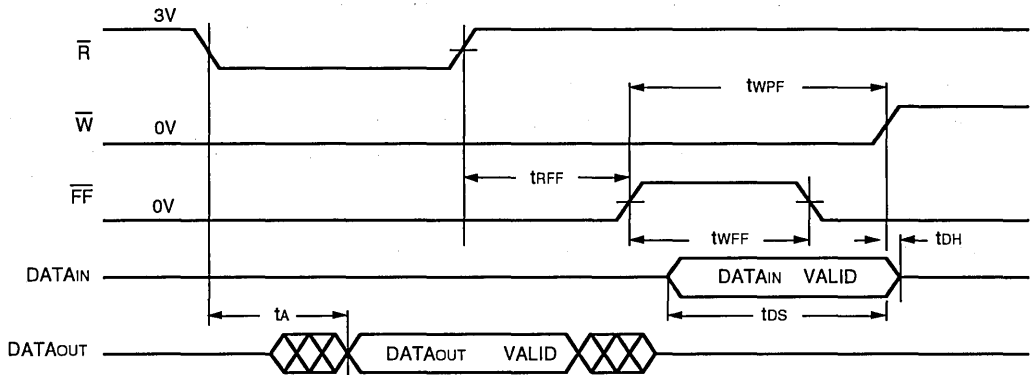 3V
R
tWPF
W
0V
tRFF
FF
0V
tWFF
tDH
DATAIN
DATAIN VALID
tDS
tA
DATAOUT
DATAOUT VALID